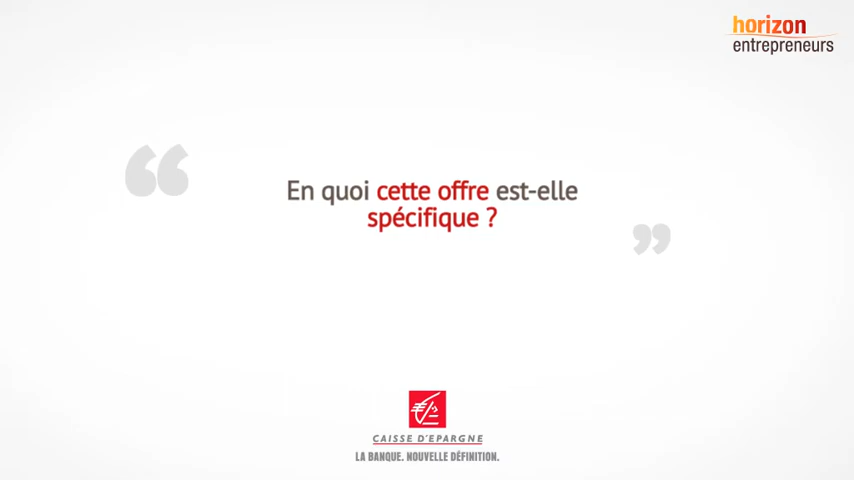 horizon
entrepreneurs
En quoi cette offre est-elle
spécifique ?
CAISSE D'EPARGNE
LA BANQUE. NOUVELLE DÉFINITION.